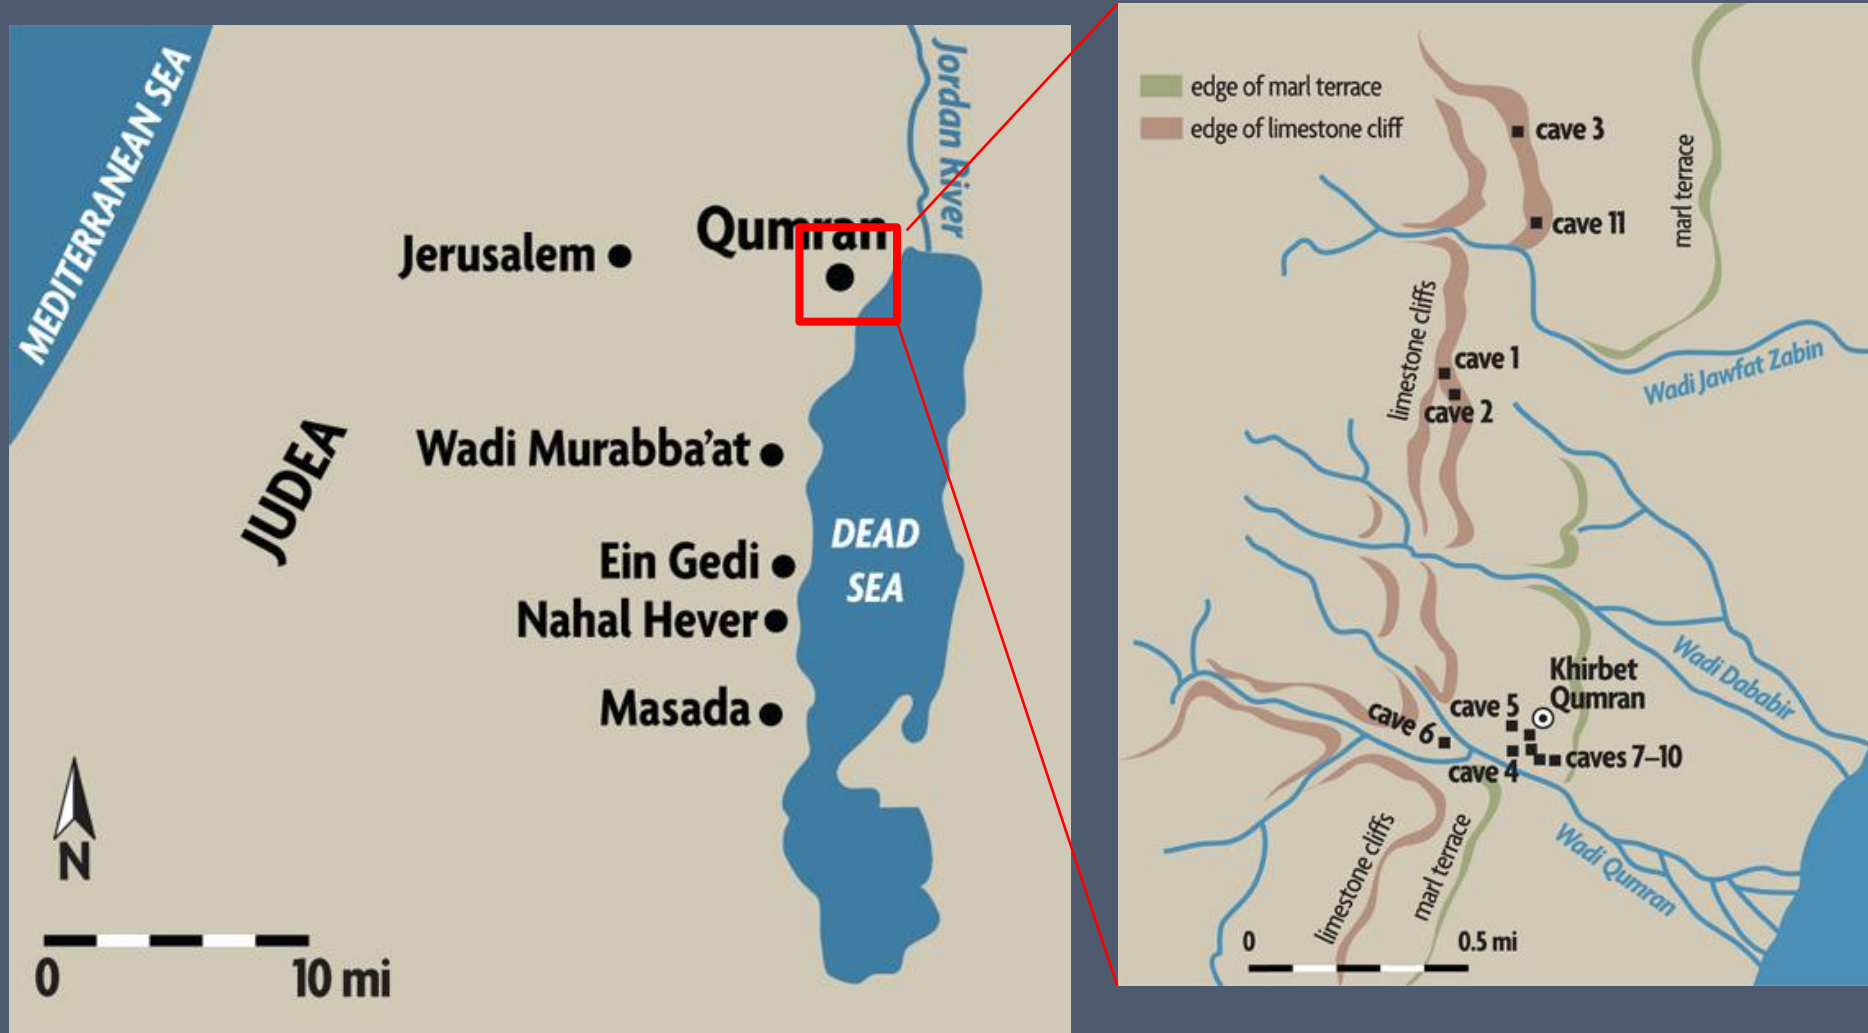 MEDITERRANEAN SEA
Jordan River
Qumran
Jerusalem
Wadi Murabba’at
JUDEA
DEAD
SEA
Ein Gedi
Nahal Hever
Masada
N
0
10 mi
edge of marl terrace
edge of limestone cliff
cave 3
marl terrace
cave 11
limestone cliffs
cave 1
Wadi Jawfat Zabin
cave 2
Khirbet
Qumran
Wadi Dababir
cave 5
cave 6
caves 7–10
cave 4
limestone cliffs
marl terrace
Wadi Qumran
0
0.5 mi